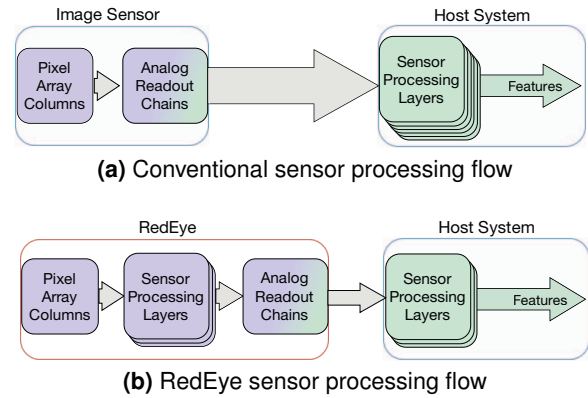 Image Sensor
Host System
Pixel
Array
Columns
Analog
Readout
Chains
Sensor
Processing
Layers
Features
(a) Conventional sensor processing flow
RedEye
Host System
Pixel
Array
Columns
Sensor
Processing
Layers
Analog
Readout
Chains
Sensor
Processing
Layers
Features
(b) RedEye sensor processing flow